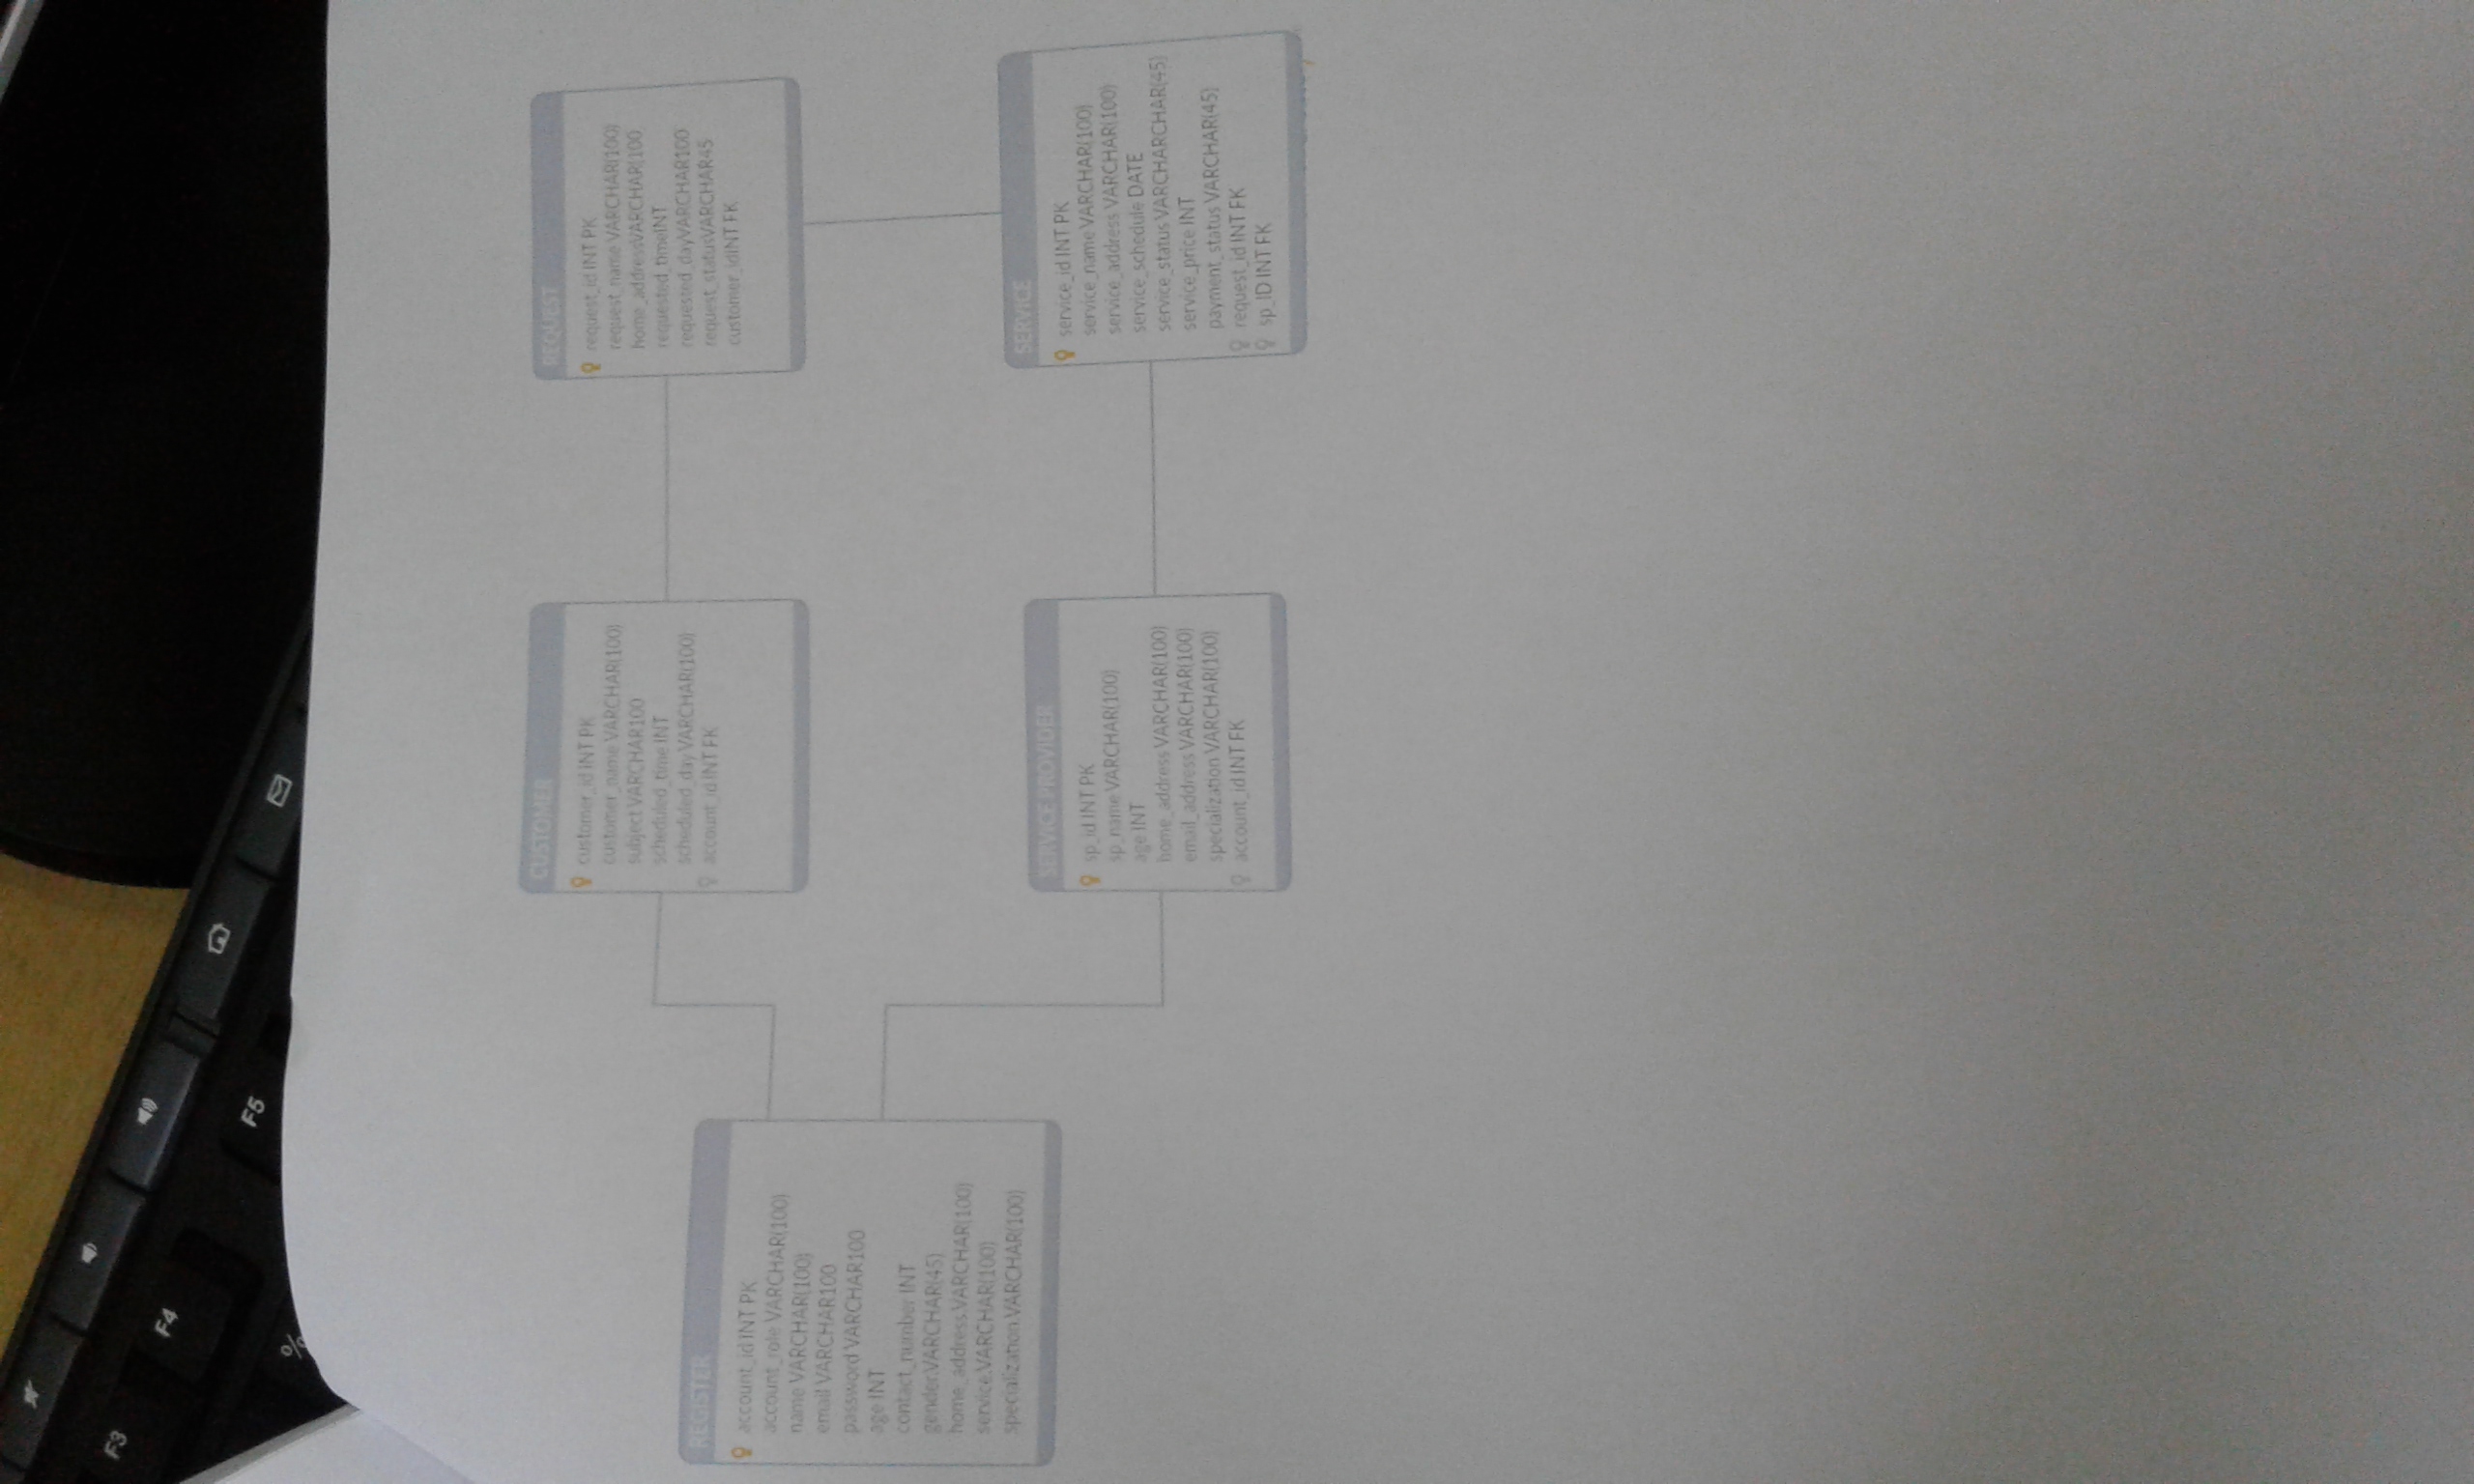 F3
F4
F5
%
REGISTER
account_id INT PK
account_role VARCHAR(100)
name VARCHAR(100)
email VARCHAR100
password VARCHAR100
age INT
contact_number INT
gender.VARCHAR(45)
home_address.VARCHAR(100)
service.VARCHAR(100)
specialization.VARCHAR(100)
CUSTOMER
customer_id INT PK
customer_name VARCHAR(100)
subject VARCHAR100
scheduled_time INT
scheduled_day VARCHAR(100)
account_id INT FK
REQUEST
request_id INT PK
request_name VARCHAR(100)
home_addressVARCHAR(100
requested_timeINT
requested_dayVARCHAR100
request_statusVARCHAR45
customer_idINT FK
SERVICE PROVIDER
sp_id INT PK
sp_name VARCHAR(100)
age INT
home_address VARCHAR(100)
email_address VARCHAR(100)
specialization VARCHAR(100)
account_id INT FK
SERVICE
service_id INT PK
service_name VARCHAR(100)
service_address VARCHAR(100)
service_schedule DATE
service_status VARCHARCHAR(45)
service_price INT
payment_status VARCHAR(45)
request_id INT FK
sp_ID INT FK